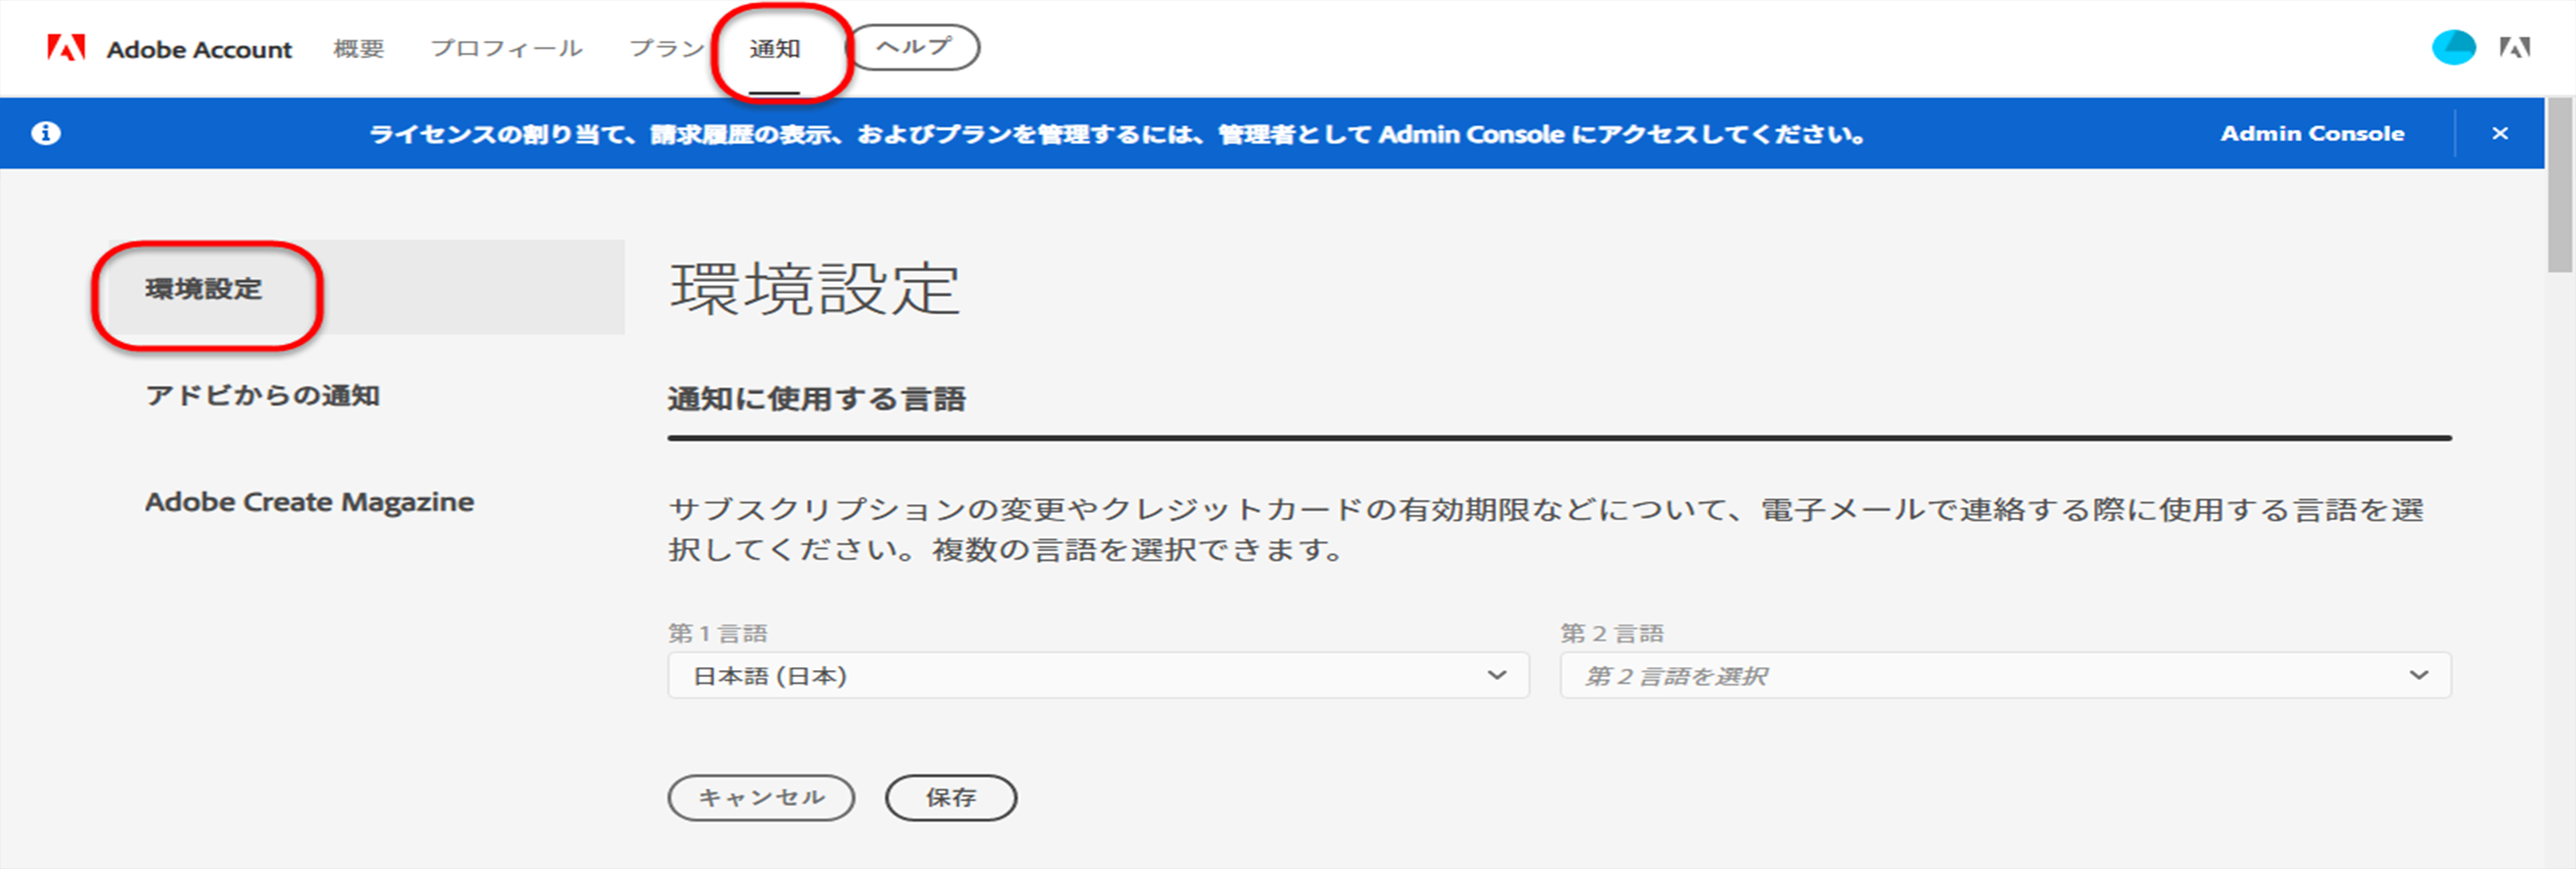 Adobe Account 概要 プロフィール プラン 通知 ヘルプ
ライセンスの割り当て、請求履歴の表示、およびプランを管理するには、管理者として Admin Console にアクセスしてください。 Admin Console
環境設定
アドビからの通知
Adobe Create Magazine
環境設定
通知に使用する言語
サブスクリプションの変更やクレジットカードの有効期限などについて、電子メールで連絡する際に使用する言語を選
択してください。複数の言語を選択できます。
第 1 言語
日本語 (日本)
第 2 言語
第 2 言語を選択
キャンセル 保存